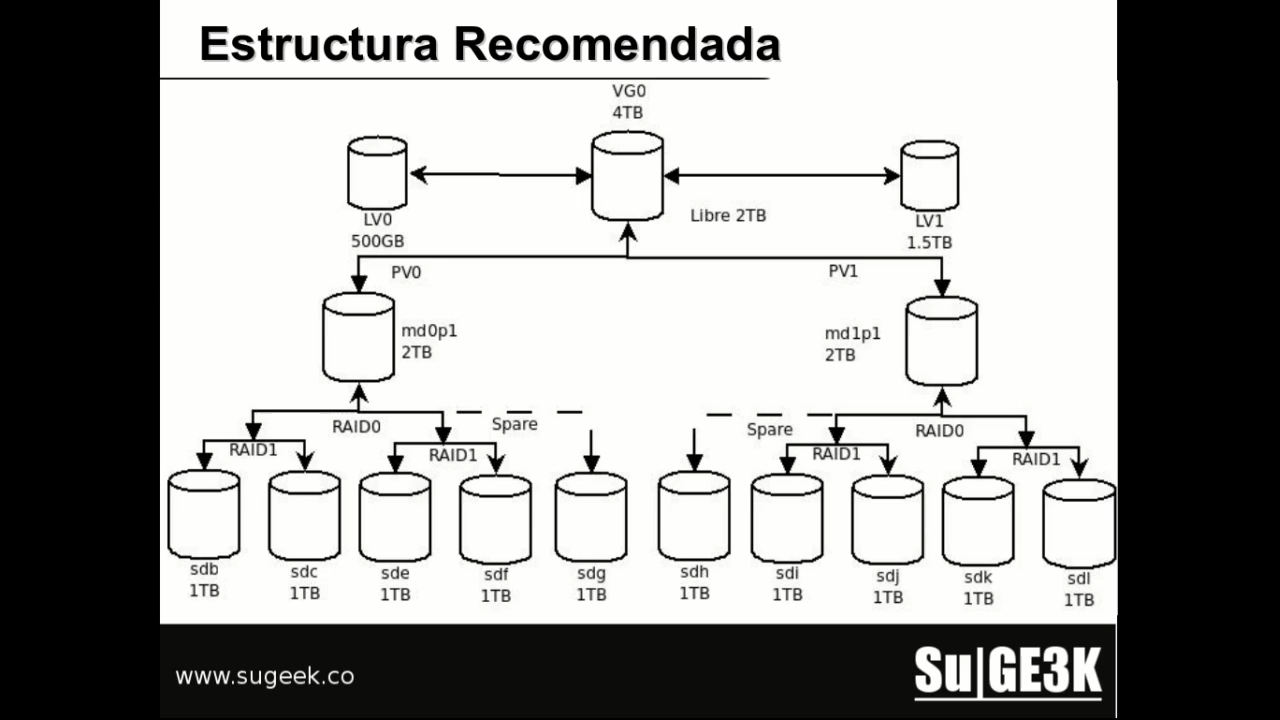 Estructura Recomendada
VG0
4TB
LV0
500GB
Libre 2TB
LV1
1.5TB
PV0
PV1
md0p1
2TB
md1p1
2TB
RAID0
Spare
Spare
RAID0
RAID1
RAID1
RAID1
RAID1
sdb
1TB
sdc
1TB
sde
1TB
sdf
1TB
sdg
1TB
sdh
1TB
sdi
1TB
sdj
1TB
sdk
1TB
sdl
1TB
www.sugeek.co
Su|GE3K